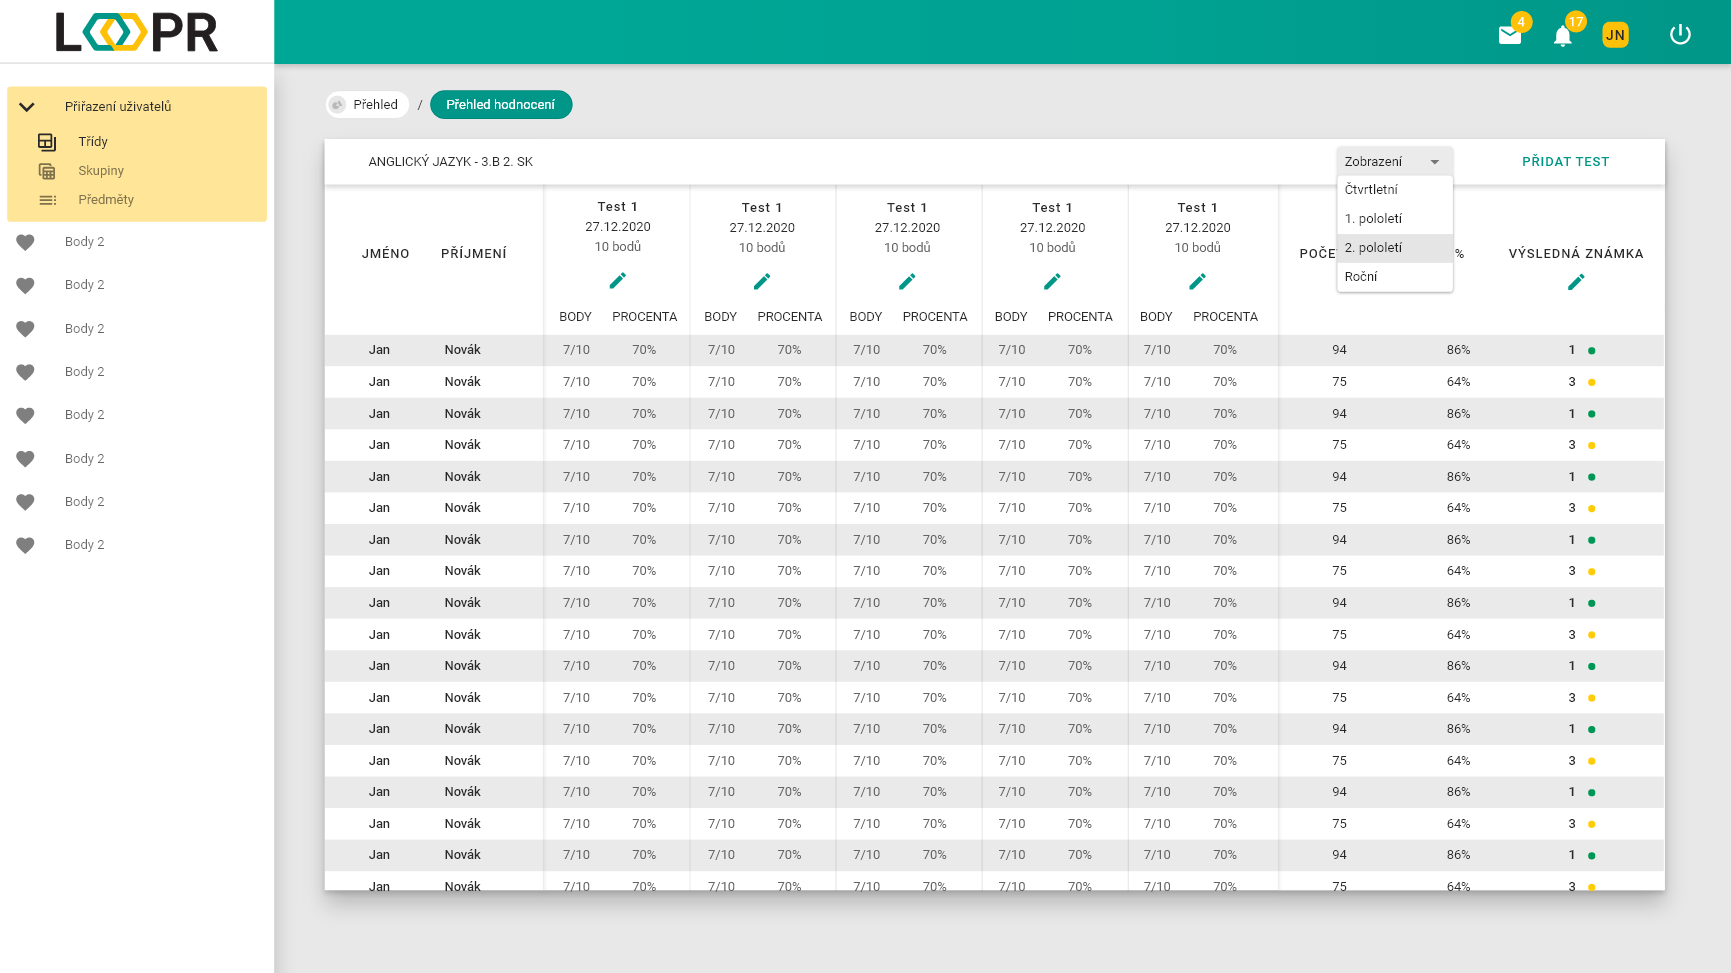 LOOPR
4
17
JN
Přiřazení uživatelů
Třídy
Skupiny
Předměty
Body 2
Body 2
Body 2
Body 2
Body 2
Body 2
Body 2
Body 2
Přehled / Přehled hodnocení
ANGLICKÝ JAZYK - 3.B 2. SK
Zobrazení
PŘIDAT TEST
Čtvrtletní
1. pololetí
2. pololetí
Roční
JMÉNO PŘÍJMENÍ
Test 1
27.12.2020
10 bodů
BODY PROCENTA
Test 1
27.12.2020
10 bodů
BODY PROCENTA
Test 1
27.12.2020
10 bodů
BODY PROCENTA
Test 1
27.12.2020
10 bodů
BODY PROCENTA
Test 1
27.12.2020
10 bodů
BODY PROCENTA
POČE % VÝSLEDNÁ ZNÁMKA
Jan Novák 7/10 70% 7/10 70% 7/10 70% 7/10 70% 7/10 70% 94 86% 1
Jan Novák 7/10 70% 7/10 70% 7/10 70% 7/10 70% 7/10 70% 75 64% 3
Jan Novák 7/10 70% 7/10 70% 7/10 70% 7/10 70% 7/10 70% 94 86% 1
Jan Novák 7/10 70% 7/10 70% 7/10 70% 7/10 70% 7/10 70% 75 64% 3
Jan Novák 7/10 70% 7/10 70% 7/10 70% 7/10 70% 7/10 70% 94 86% 1
Jan Novák 7/10 70% 7/10 70% 7/10 70% 7/10 70% 7/10 70% 75 64% 3
Jan Novák 7/10 70% 7/10 70% 7/10 70% 7/10 70% 7/10 70% 94 86% 1
Jan Novák 7/10 70% 7/10 70% 7/10 70% 7/10 70% 7/10 70% 75 64% 3
Jan Novák 7/10 70% 7/10 70% 7/10 70% 7/10 70% 7/10 70% 94 86% 1
Jan Novák 7/10 70% 7/10 70% 7/10 70% 7/10 70% 7/10 70% 75 64% 3
Jan Novák 7/10 70% 7/10 70% 7/10 70% 7/10 70% 7/10 70% 94 86% 1
Jan Novák 7/10 70% 7/10 70% 7/10 70% 7/10 70% 7/10 70% 75 64% 3
Jan Novák 7/10 70% 7/10 70% 7/10 70% 7/10 70% 7/10 70% 94 86% 1
Jan Novák 7/10 70% 7/10 70% 7/10 70% 7/10 70% 7/10 70% 75 64% 3
Jan Novák 7/10 70% 7/10 70% 7/10 70% 7/10 70% 7/10 70% 94 86% 1
Jan Novák 7/10 70% 7/10 70% 7/10 70% 7/10 70% 7/10 70% 75 64% 3
Jan Novák 7/10 70% 7/10 70% 7/10 70% 7/10 70% 7/10 70% 94 86% 1
Jan Novák 7/10 70% 7/10 70% 7/10 70% 7/10 70% 7/10 70% 75 64% 3